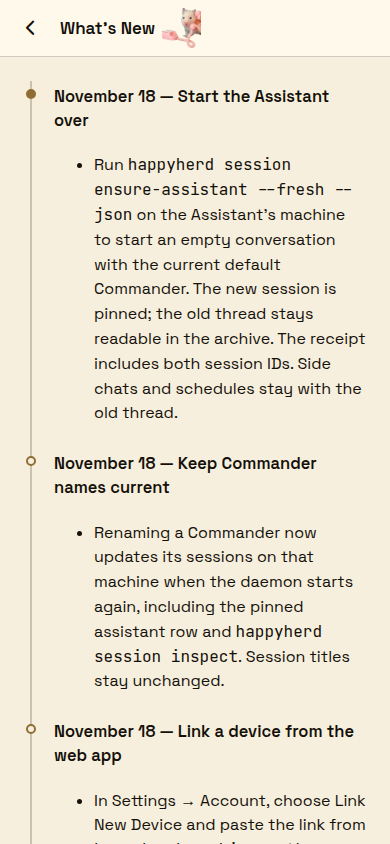 What's New
November 18 — Start the Assistant
over
• Run happyherd session
ensure-assistant --fresh --
json on the Assistant's machine
to start an empty conversation
with the current default
Commander. The new session is
pinned; the old thread stays
readable in the archive. The receipt
includes both session IDs. Side
chats and schedules stay with the
old thread.
November 18 — Keep Commander
names current
• Renaming a Commander now
updates its sessions on that
machine when the daemon starts
again, including the pinned
assistant row and happyherd
session inspect. Session titles
stay unchanged.
November 18 — Link a device from the
web app
• In Settings → Account, choose Link
New Device and paste the link from